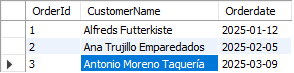 OrderId CustomerName Orderdate
1 Alfreds Futterkiste 2025-01-12
2 Ana Trujillo Emparedados 2025-02-05
3 Antonio Moreno Taquería 2025-03-09